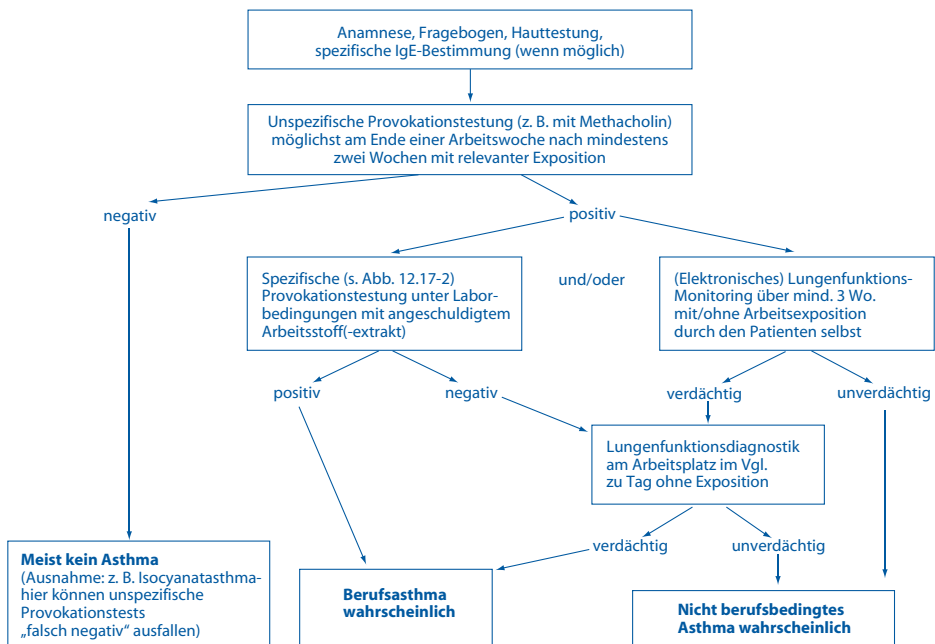 Anamnese, Fragebogen, Hauttestung,
spezifische IgE-Bestimmung (wenn möglich)
Unspezifische Provokationstestung (z. B. mit Methacholin)
möglichst am Ende einer Arbeitswoche nach mindestens
zwei Wochen mit relevanter Exposition
negativ
positiv
Spezifische (s. Abb. 12.17-2)
Provokationstestung unter Labor-
bedingungen mit angeschuldigtem
Arbeitsstoff(-extrakt)
und/oder
(Elektronisches) Lungenfunktions-
Monitoring über mind. 3 Wo.
mit/ohne Arbeitsexposition
durch den Patienten selbst
positiv
negativ
verdächtig
unverdächtig
Lungenfunktionsdiagnostik
am Arbeitsplatz im Vgl.
zu Tag ohne Exposition
verdächtig
unverdächtig
Meist kein Asthma
(Ausnahme: z. B. Isocyanatasthma-
hier können unspezifische
Provokationstests
„falsch negativ“ ausfallen)
Berufsasthma
wahrscheinlich
Nicht berufsbedingtes
Asthma wahrscheinlich